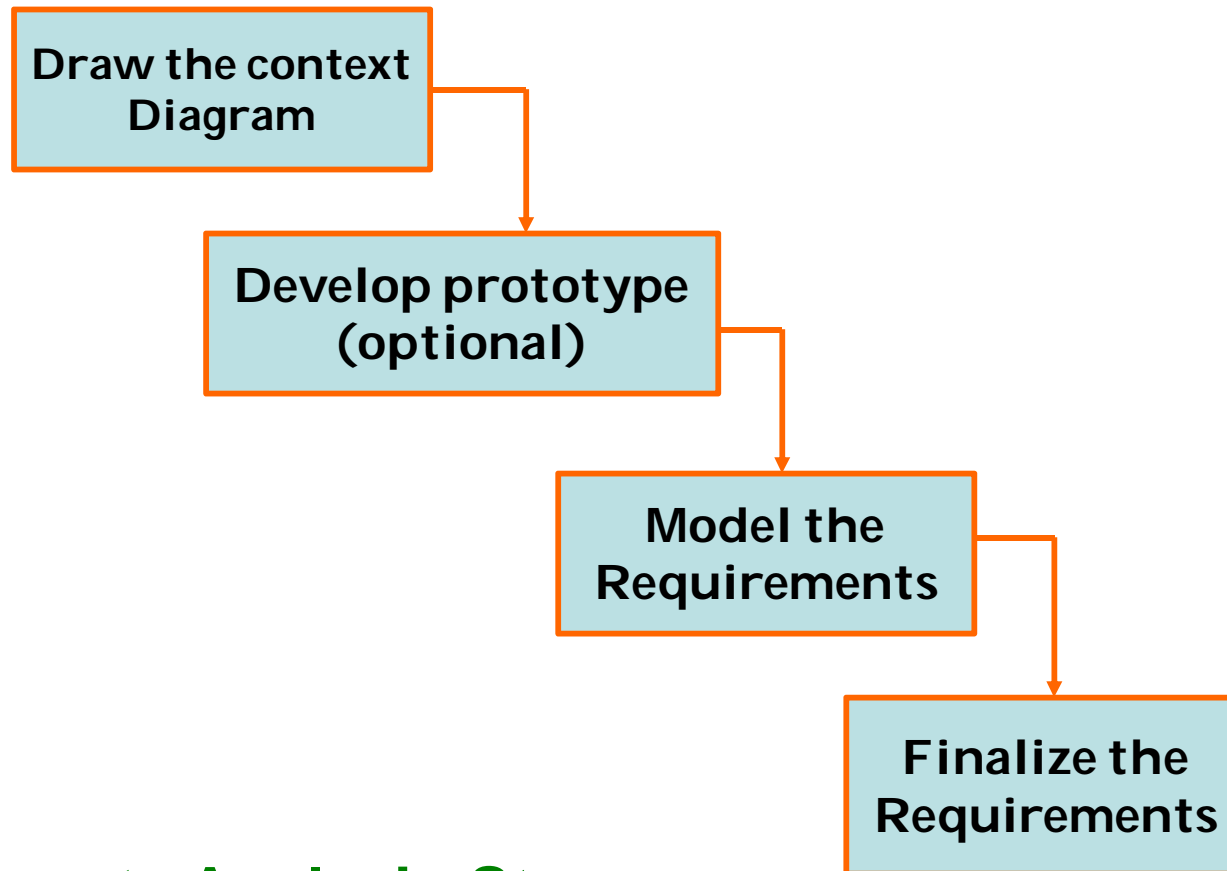 Draw the context
Diagram
Develop prototype
(optional)
Model the
Requirements
Finalize the
Requirements